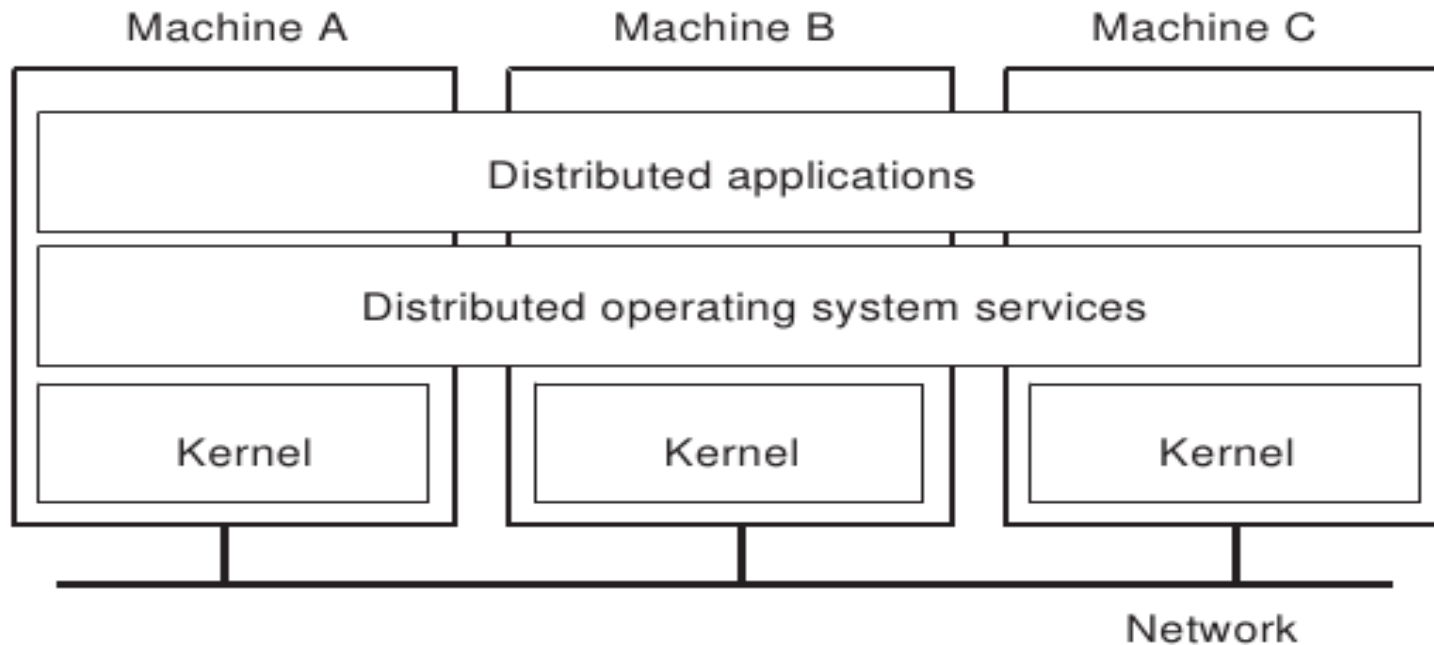 Machine A
Machine B
Machine C
Distributed applications
Distributed operating system services
Kernel
Kernel
Kernel
Network